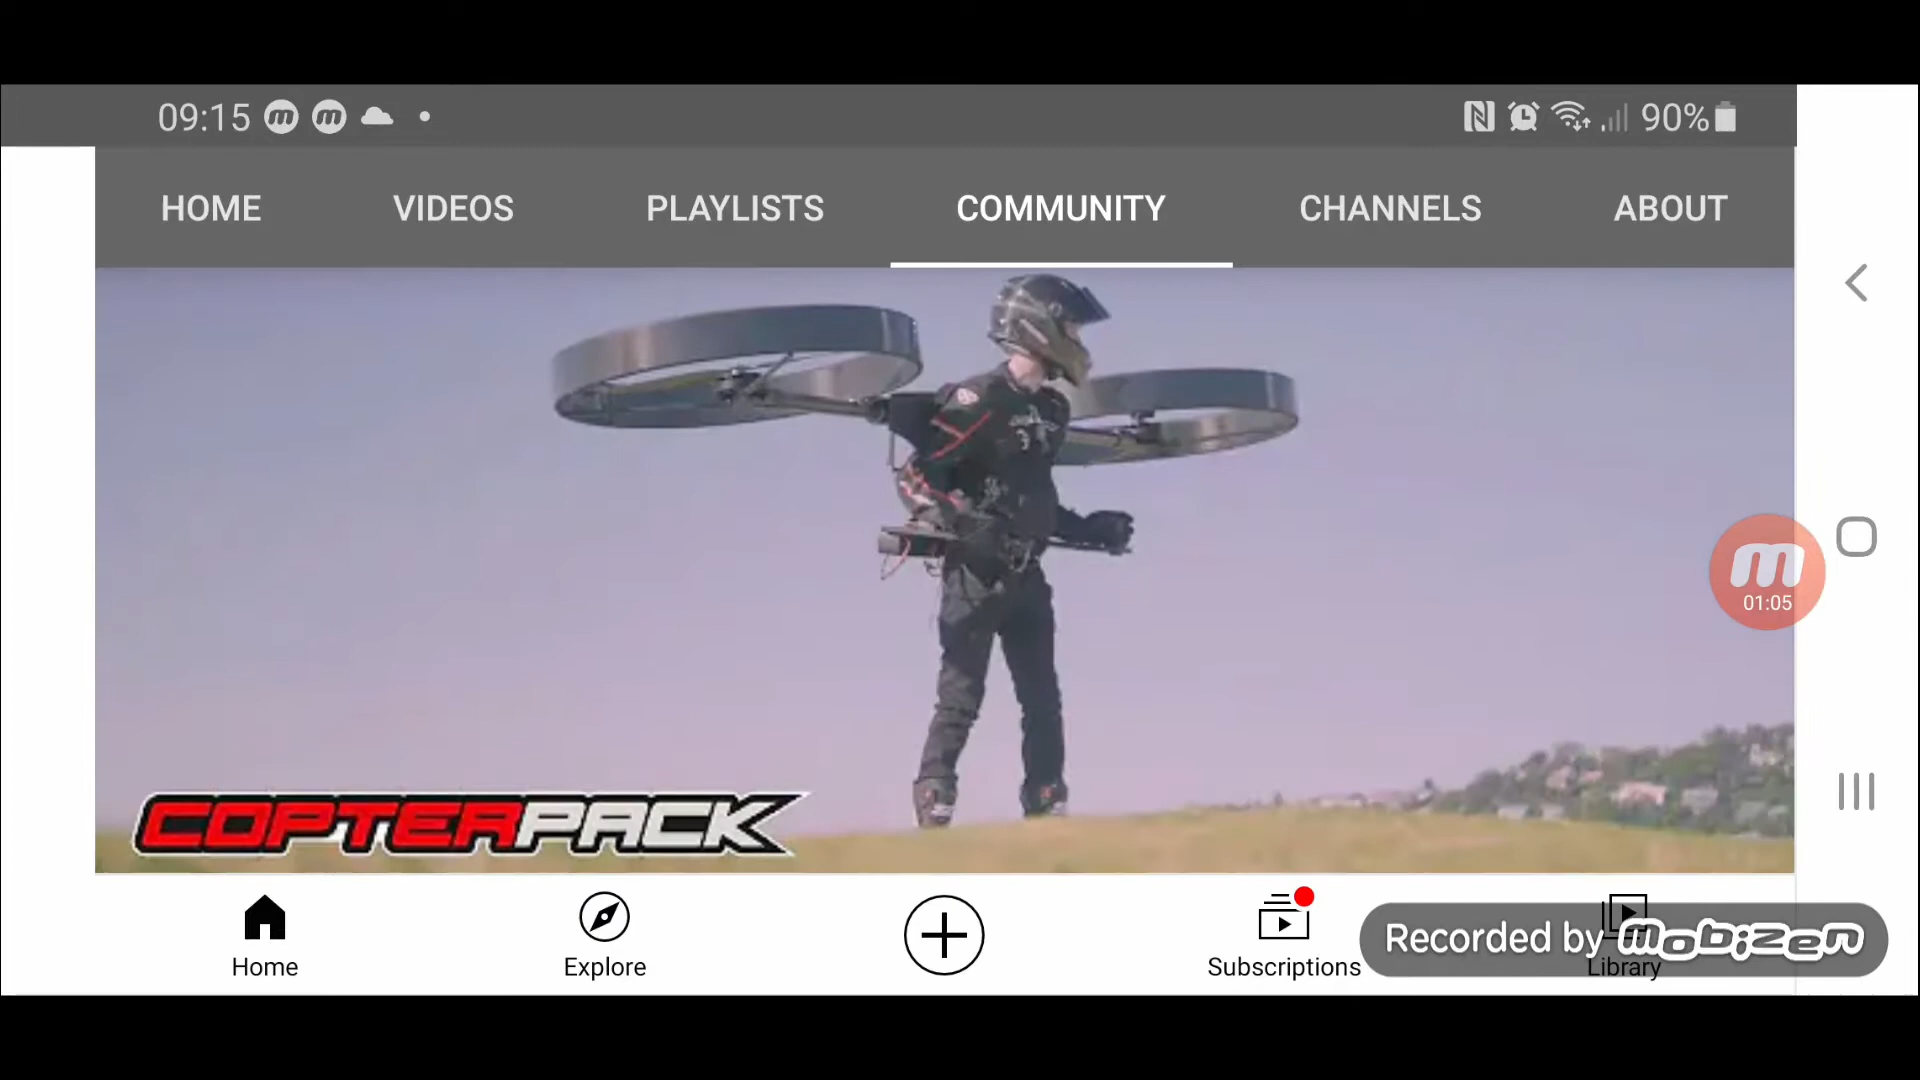 09:15
90%
HOME VIDEOS PLAYLISTS COMMUNITY CHANNELS ABOUT
01:05
COPTERPACK
Home Explore Subscriptions Library
Recorded by mobizen